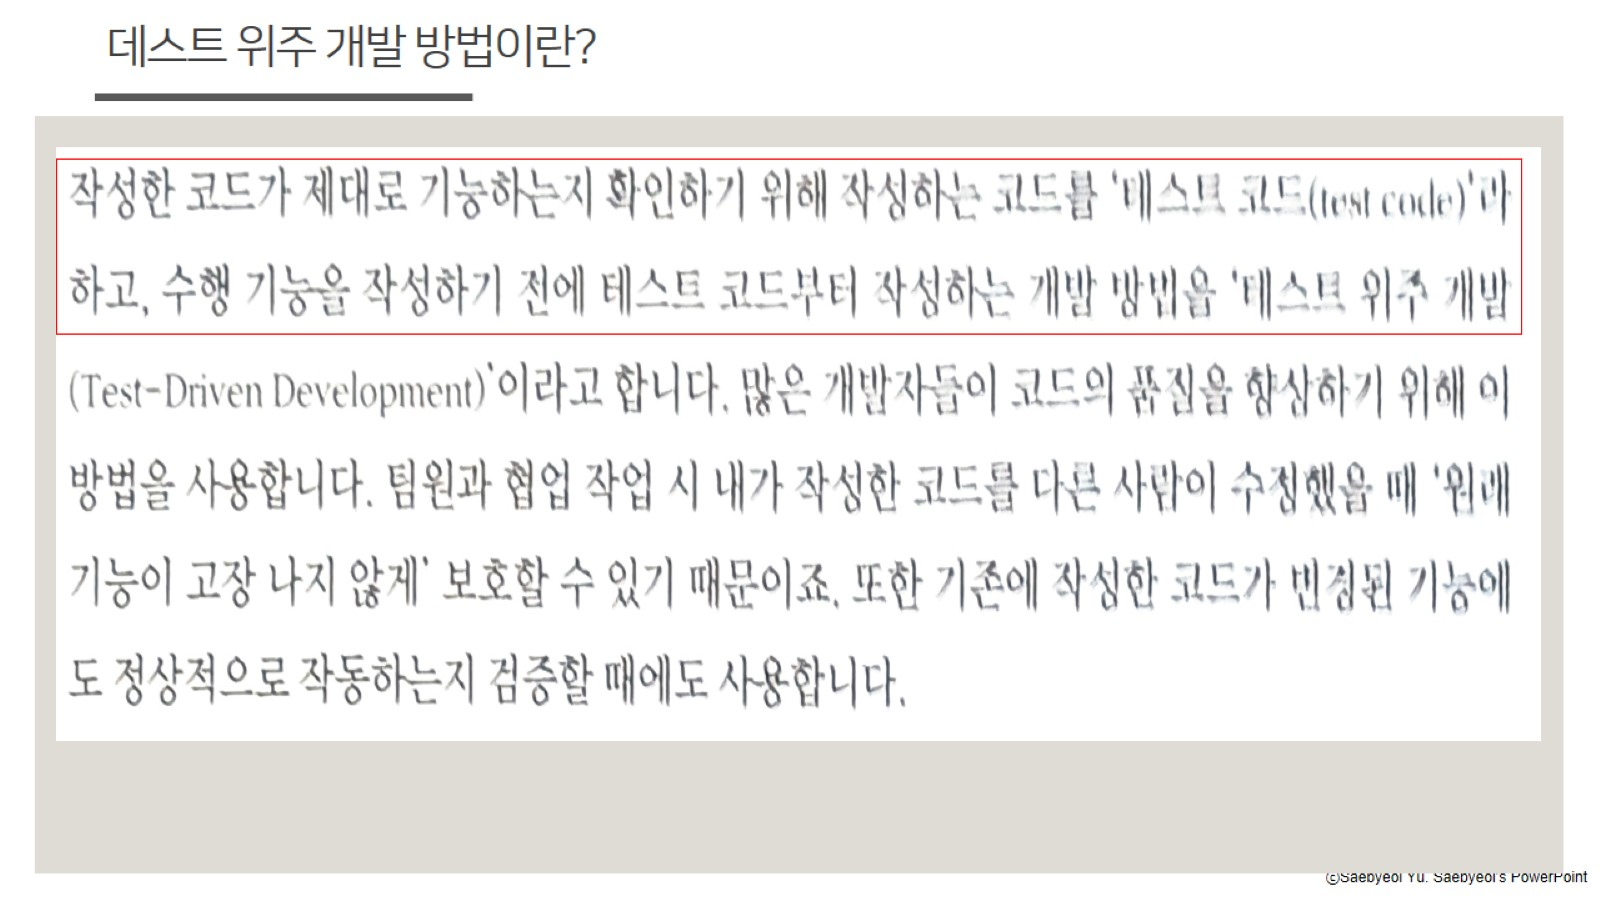 데스트 위주 개발 방법이란?
작성한 코드가 제대로 기능하는지 확인하기 위해 작성하는 코드를 '테스트 코드(test code)'라
하고, 수행 기능을 작성하기 전에 테스트 코드부터 작성하는 개발 방법을 '테스트 위주 개발
(Test-Driven Development)'이라고 합니다. 많은 개발자들이 코드의 품질을 향상하기 위해 이
방법을 사용합니다. 팀원과 협업 작업 시 내가 작성한 코드를 다른 사람이 수정했을 때 '원래
기능이 고장 나지 않게' 보호할 수 있기 때문이죠. 또한 기존에 작성한 코드가 변경된 기능에
도 정상적으로 작동하는지 검증할 때에도 사용합니다.
ⓒSaebyeol Yu. Saebyeol's PowerPoint